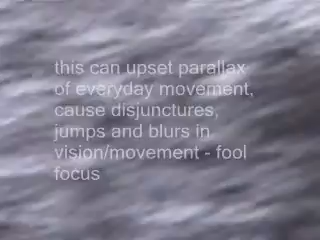 this can upset parallax
of everyday movement,
cause disjunctures,
jumps and blurs in
vision/movement - fool
focus